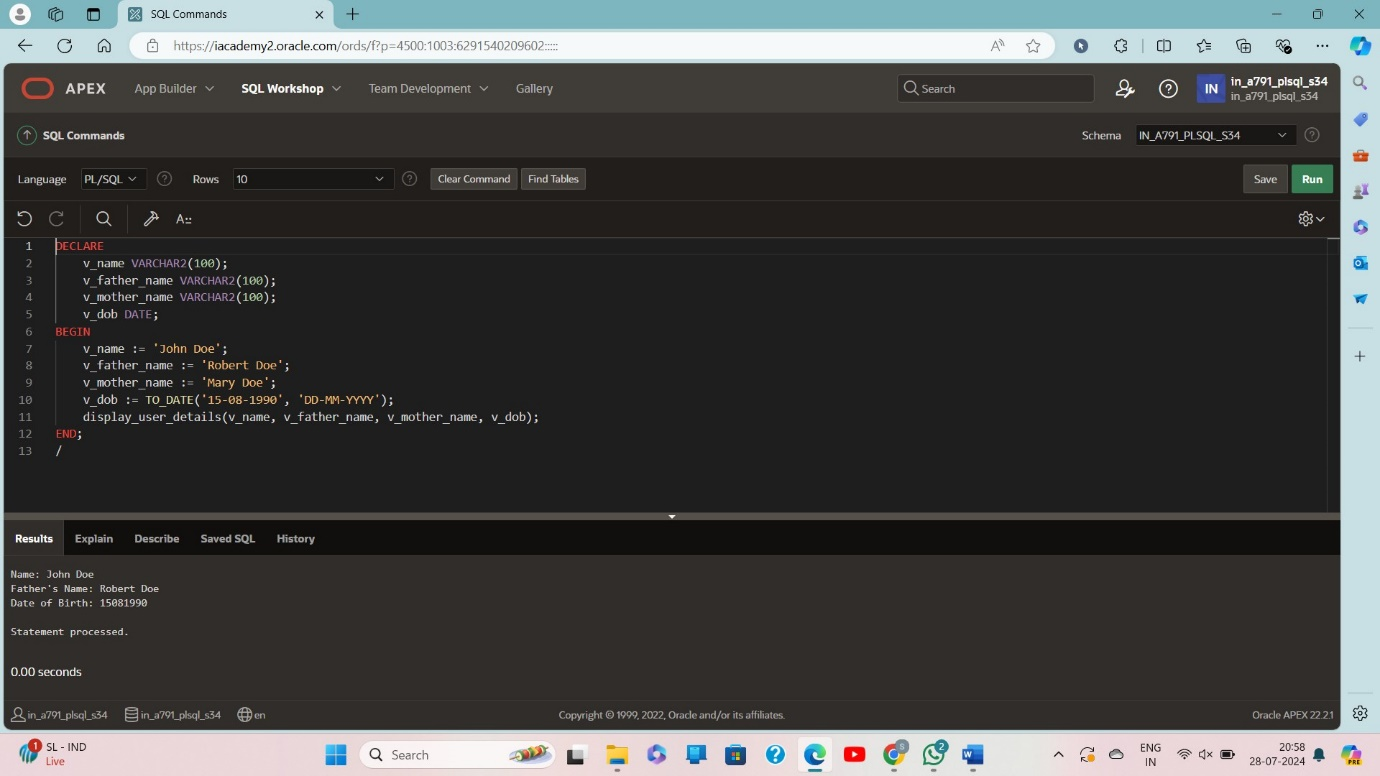 SQL Commands
https://iacademy2.oracle.com/ords/f?p=4500:1003:6291540209602:::::
APEX App Builder SQL Workshop Team Development Gallery Search IN in_a791_plsql_s34
in_a791_plsql_s34
SQL Commands Schema IN_A791_PLSQL_S34
Language PL/SQL Rows 10 Clear Command Find Tables Save Run
1 DECLARE
2 v_name VARCHAR2(100);
3 v_father_name VARCHAR2(100);
4 v_mother_name VARCHAR2(100);
5 v_dob DATE;
6 BEGIN
7 v_name := 'John Doe';
8 v_father_name := 'Robert Doe';
9 v_mother_name := 'Mary Doe';
10 v_dob := TO_DATE('15-08-1990', 'DD-MM-YYYY');
11 display_user_details(v_name, v_father_name, v_mother_name, v_dob);
12 END;
13 /
Results Explain Describe Saved SQL History
Name: John Doe
Father's Name: Robert Doe
Date of Birth: 15081990
Statement processed.
0.00 seconds
in_a791_plsql_s34 in_a791_plsql_s34 en Copyright © 1999, 2022, Oracle and/or its affiliates. Oracle APEX 22.2.1
1 SL - IND
Live
Search
S
2
ENG
IN
20:58
28-07-2024
PRE